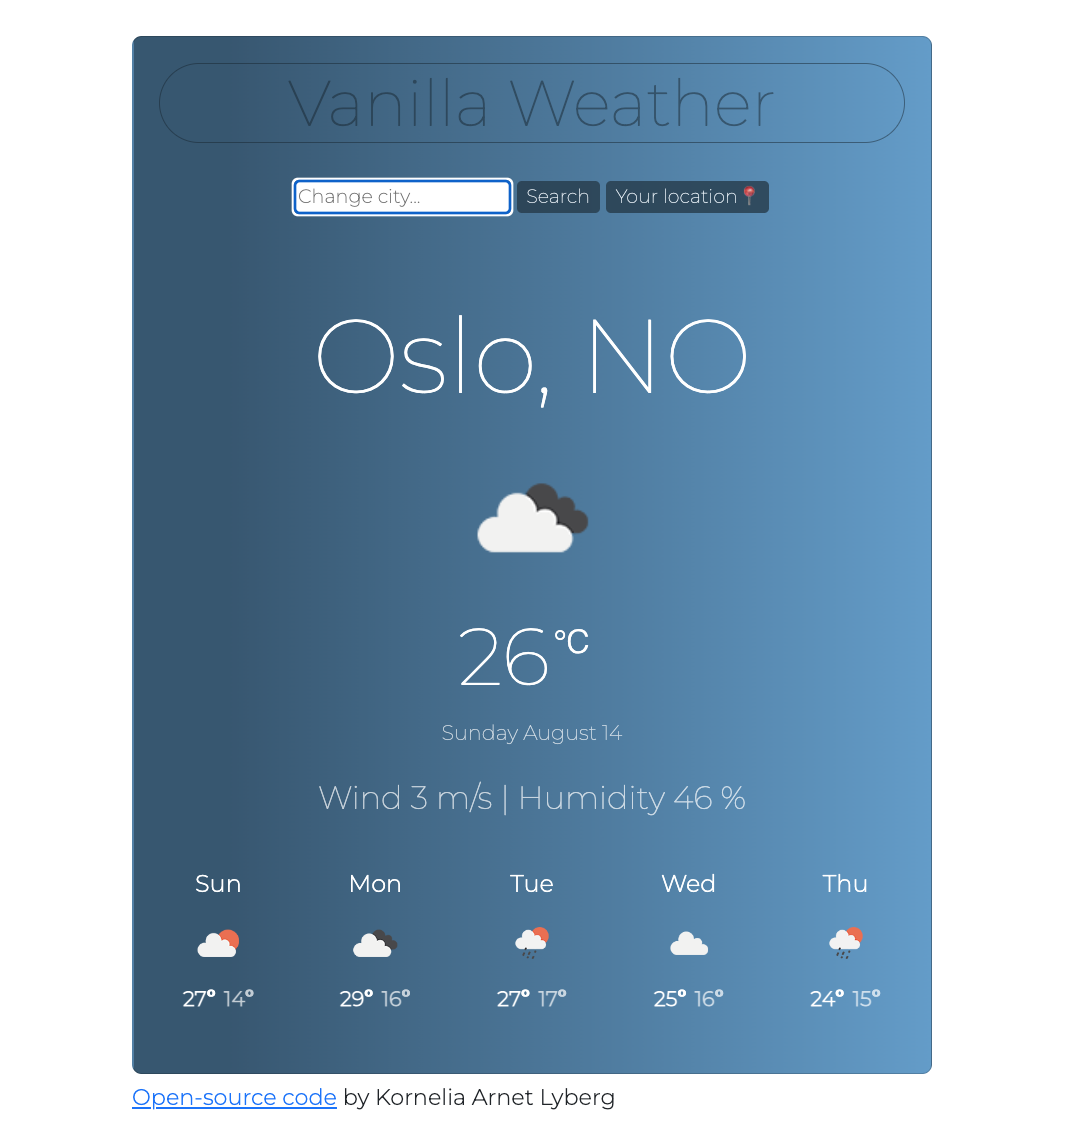 Vanilla Weather
Change city...
Search
Your location📍
Oslo, NO
26 °C
Sunday August 14
Wind 3 m/s | Humidity 46 %
Sun Mon Tue Wed Thu
27° 14° 29° 16° 27° 17° 25° 16° 24° 15°
Open-source code by Kornelia Arnet Lyberg